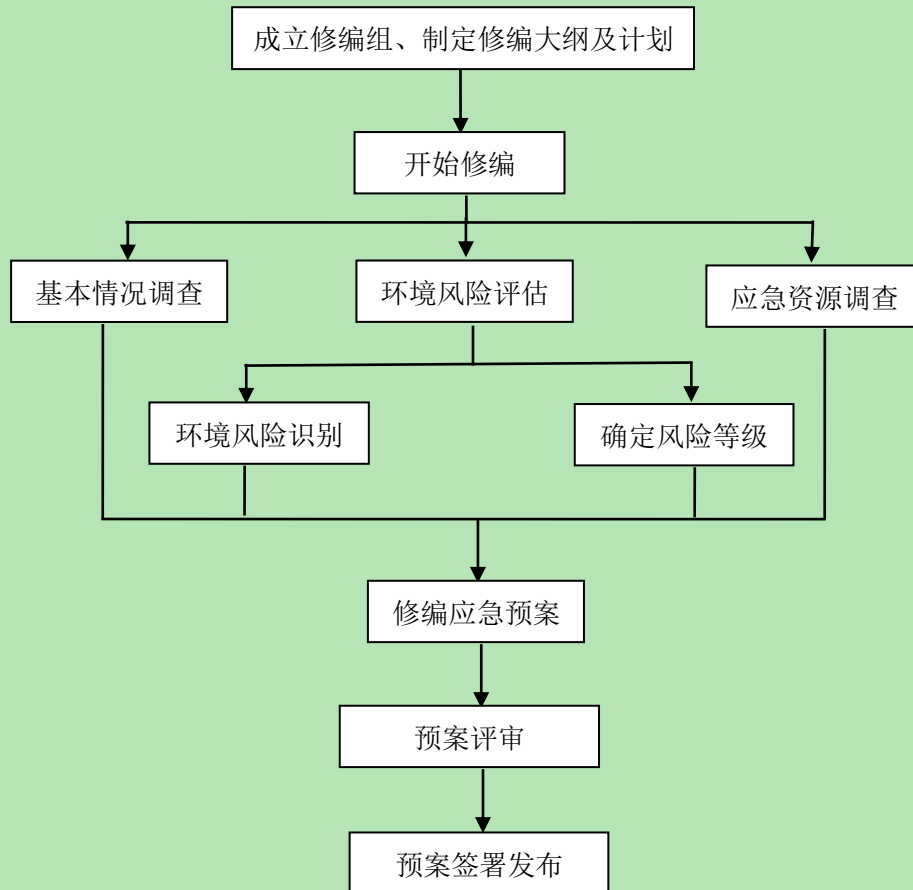 成立修编组、制定修编大纲及计划
开始修编
基本情况调查
环境风险评估
应急资源调查
环境风险识别
确定风险等级
修编应急预案
预案评审
预案签署发布